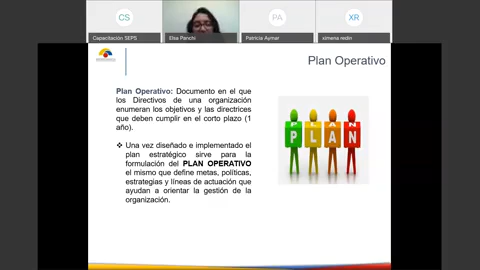 CS
PA
XR
Capacitación SEPS
Elsa Panchi
Patricia Aymar
ximena redin
Plan Operativo
Plan Operativo: Documento en el que
los Directivos de una organización
enumeran los objetivos y las directrices
que deben cumplir en el corto plazo (1
año).
❖ Una vez diseñado e implementado el
plan estratégico sirve para la
formulación del PLAN OPERATIVO
el mismo que define metas, políticas,
estrategias y líneas de actuación que
ayudan a orientar la gestión de la
organización.
PLAN
PLAN